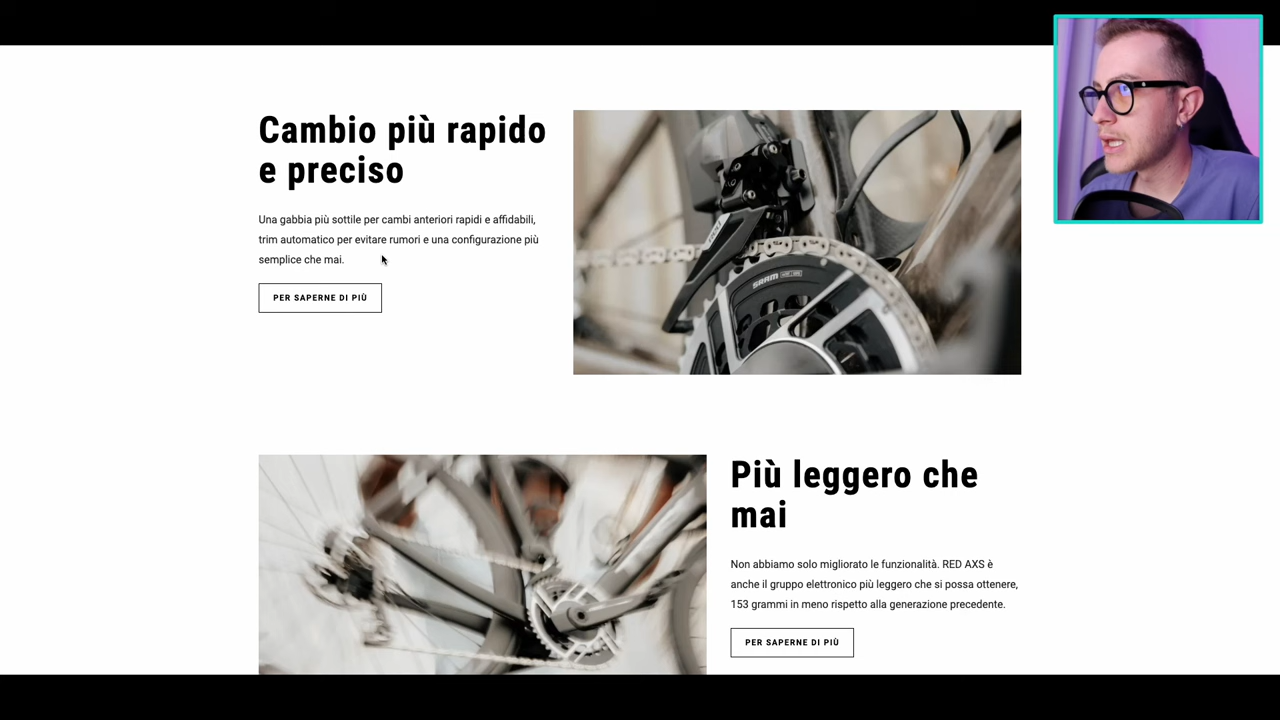 Cambio più rapido
e preciso
Una gabbia più sottile per cambi anteriori rapidi e affidabili,
trim automatico per evitare rumori e una configurazione più
semplice che mai.
PER SAPERNE DI PIÙ
SRAM
Più leggero che
mai
Non abbiamo solo migliorato le funzionalità. RED AXS è
anche il gruppo elettronico più leggero che si possa ottenere,
153 grammi in meno rispetto alla generazione precedente.
PER SAPERNE DI PIÙ